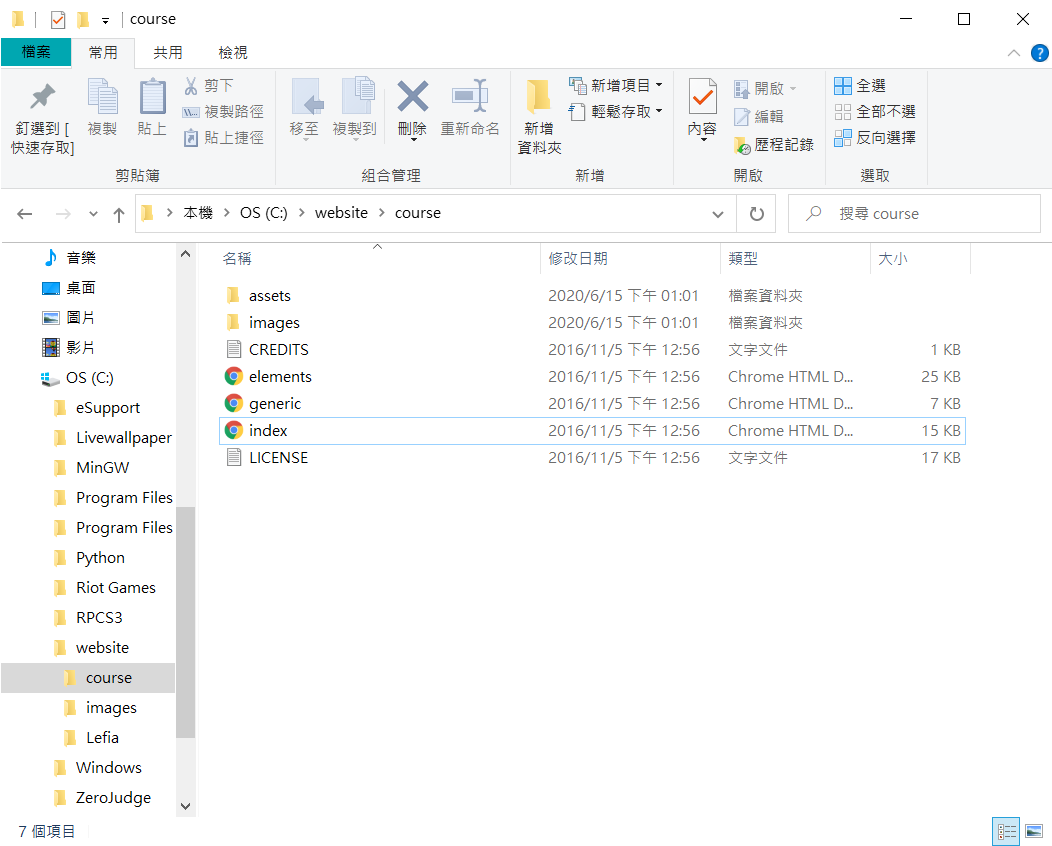 course
檔案 常用 共用 檢視
釘選到 [
快速存取]
複製
貼上
剪下
複製路徑
貼上捷徑
剪貼簿
移至
複製到
刪除
重新命名
組合管理
新增
資料夾
新增項目
輕鬆存取
新增
內容
開啟
編輯
歷程記錄
開啟
全選
全部不選
反向選擇
選取
本機 > OS (C:) > website > course
搜尋 course
音樂
桌面
圖片
影片
OS (C:)
eSupport
Livewallpaper
MinGW
Program Files
Program Files
Python
Riot Games
RPCS3
website
course
images
Lefia
Windows
ZeroJudge
名稱 修改日期 類型 大小
assets 2020/6/15 下午 01:01 檔案資料夾
images 2020/6/15 下午 01:01 檔案資料夾
CREDITS 2016/11/5 下午 12:56 文字文件 1 KB
elements 2016/11/5 下午 12:56 Chrome HTML D... 25 KB
generic 2016/11/5 下午 12:56 Chrome HTML D... 7 KB
index 2016/11/5 下午 12:56 Chrome HTML D... 15 KB
LICENSE 2016/11/5 下午 12:56 文字文件 17 KB
7 個項目